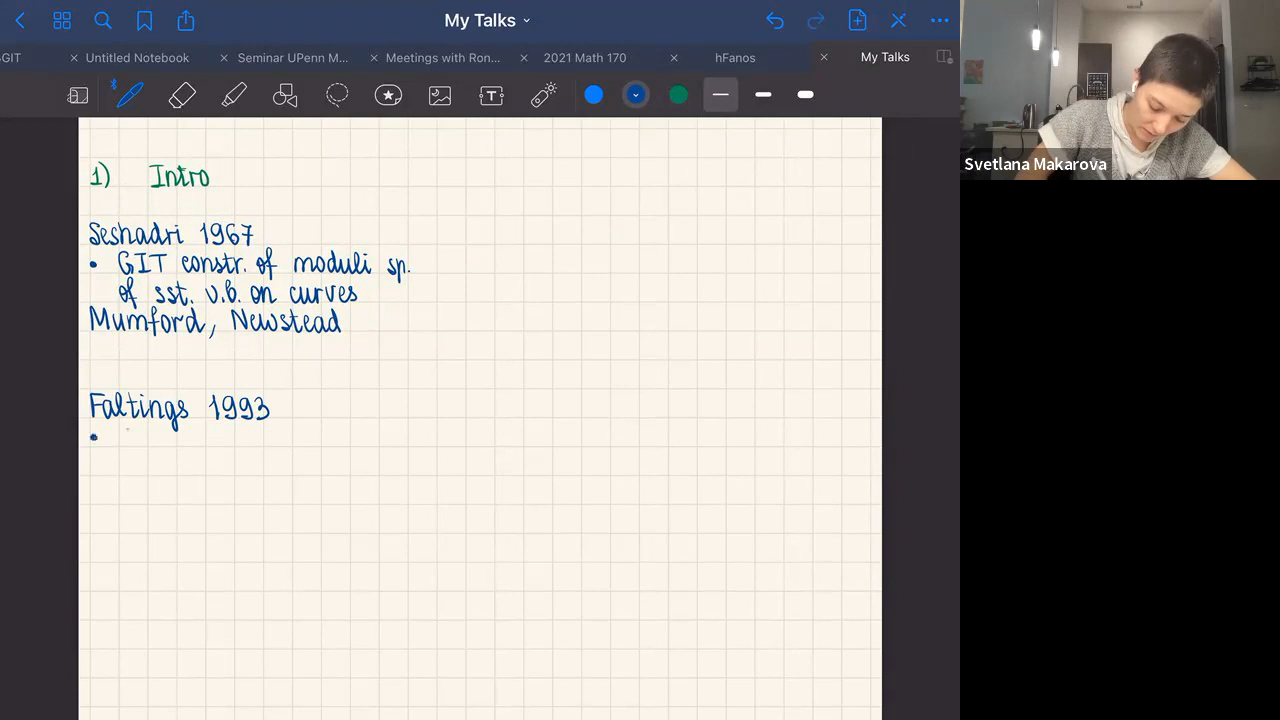 My Talks
GIT
Untitled Notebook
Seminar UPenn M...
Meetings with Ron...
2021 Math 170
hFanos
My Talks
T
Svetlana Makarova
1) Intro
Seshadri 1967
• GIT constr. of moduli sp.
of sst. v.b. on curves
Mumford, Newstead
Faltings 1993
•